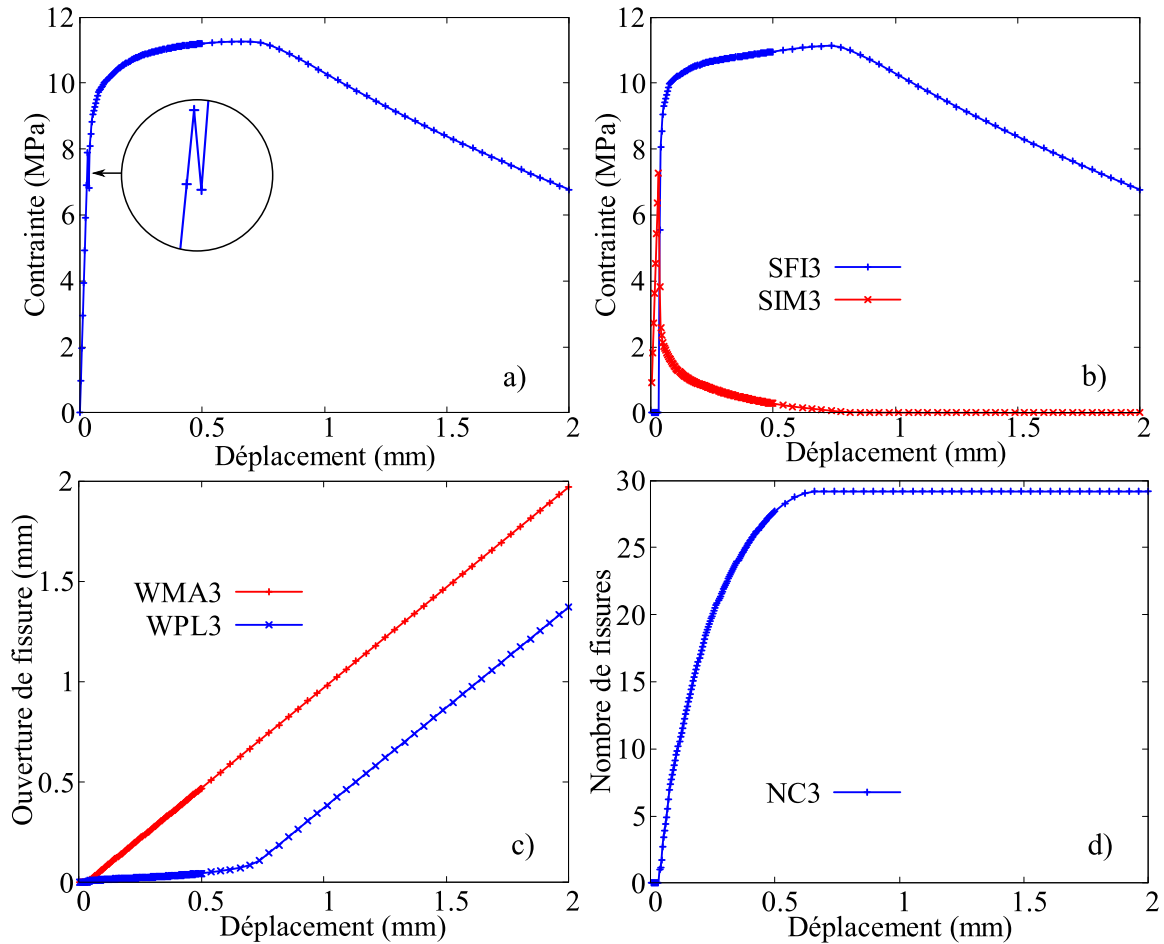 12
10
8
6
4
2
0
Contrainte (MPa)
a)
0
0.5
1
1.5
2
Déplacement (mm)
12
10
8
6
4
2
0
Contrainte (MPa)
SFI3
SIM3
b)
0
0.5
1
1.5
2
Déplacement (mm)
2
1.5
1
0.5
0
Ouverture de fissure (mm)
WMA3
WPL3
c)
0
0.5
1
1.5
2
Déplacement (mm)
30
25
20
15
10
5
0
Nombre de fissures
NC3
d)
0
0.5
1
1.5
2
Déplacement (mm)